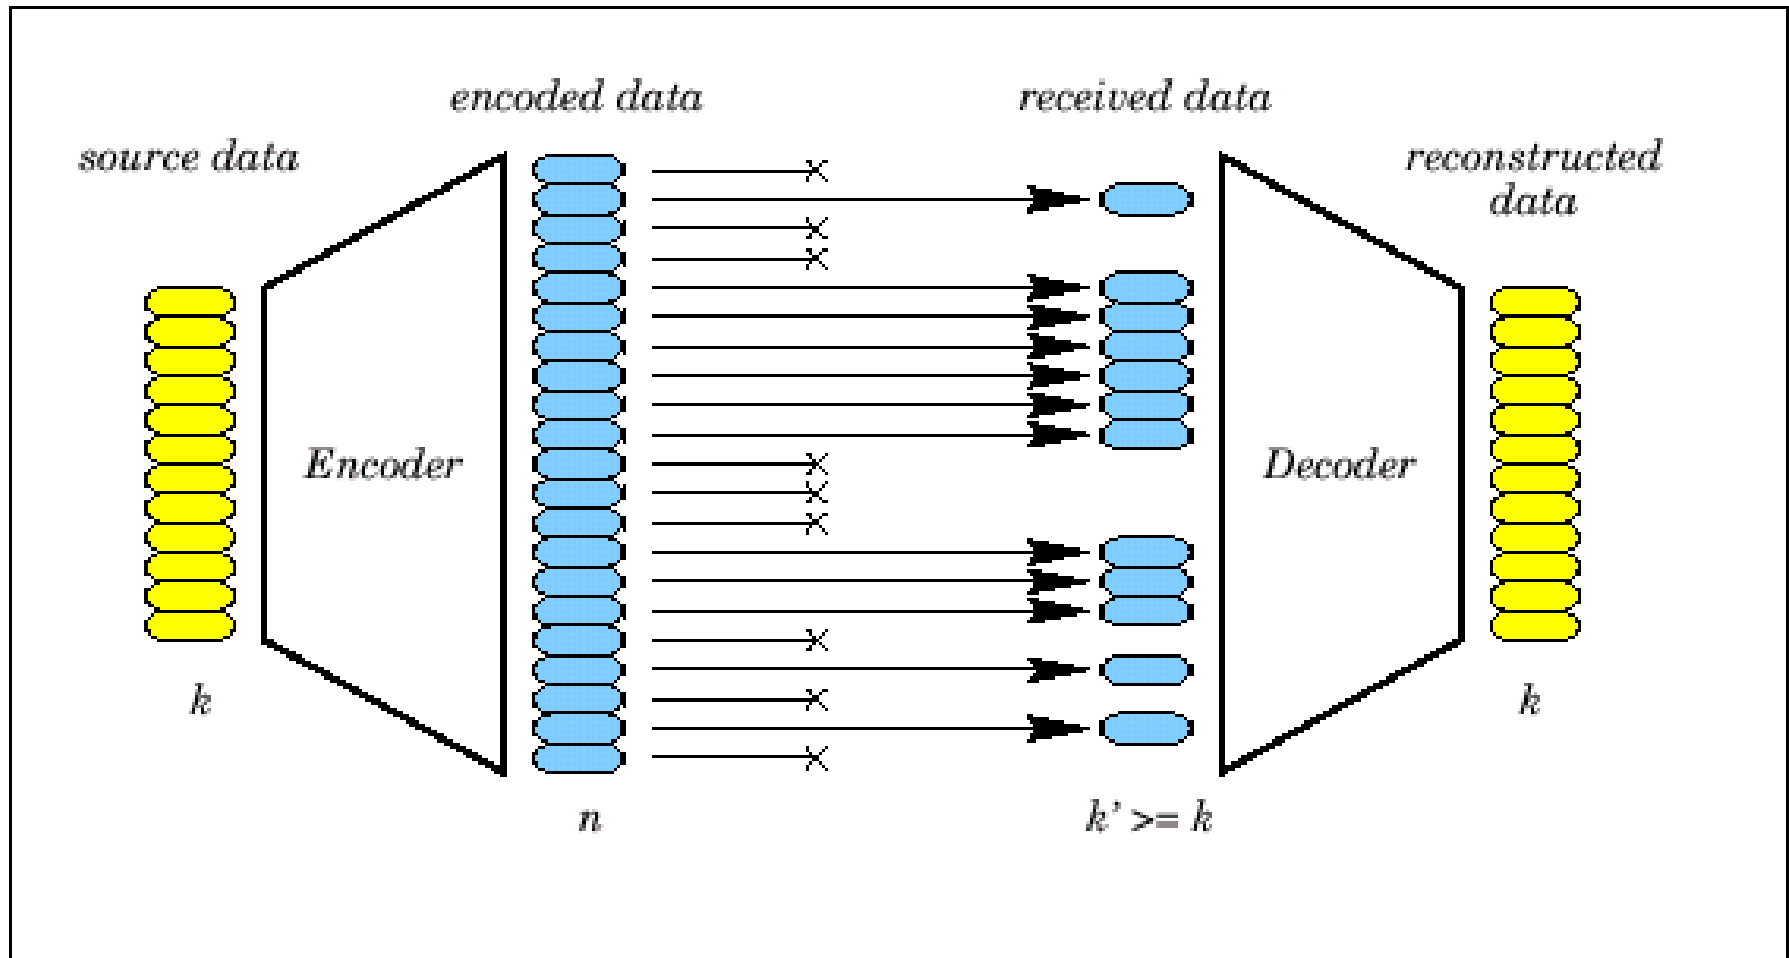 encoded data
received data
source data
reconstructed
data
Encoder
Decoder
k
k
n
k' >= k